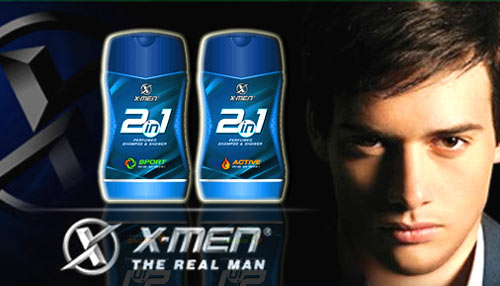 X-MEN
2in1
PERFUMED
SHAMPOO & SHOWER
SPORT
X-MEN
2in1
PERFUMED
SHAMPOO & SHOWER
ACTIVE
X-MEN®
THE REAL MAN